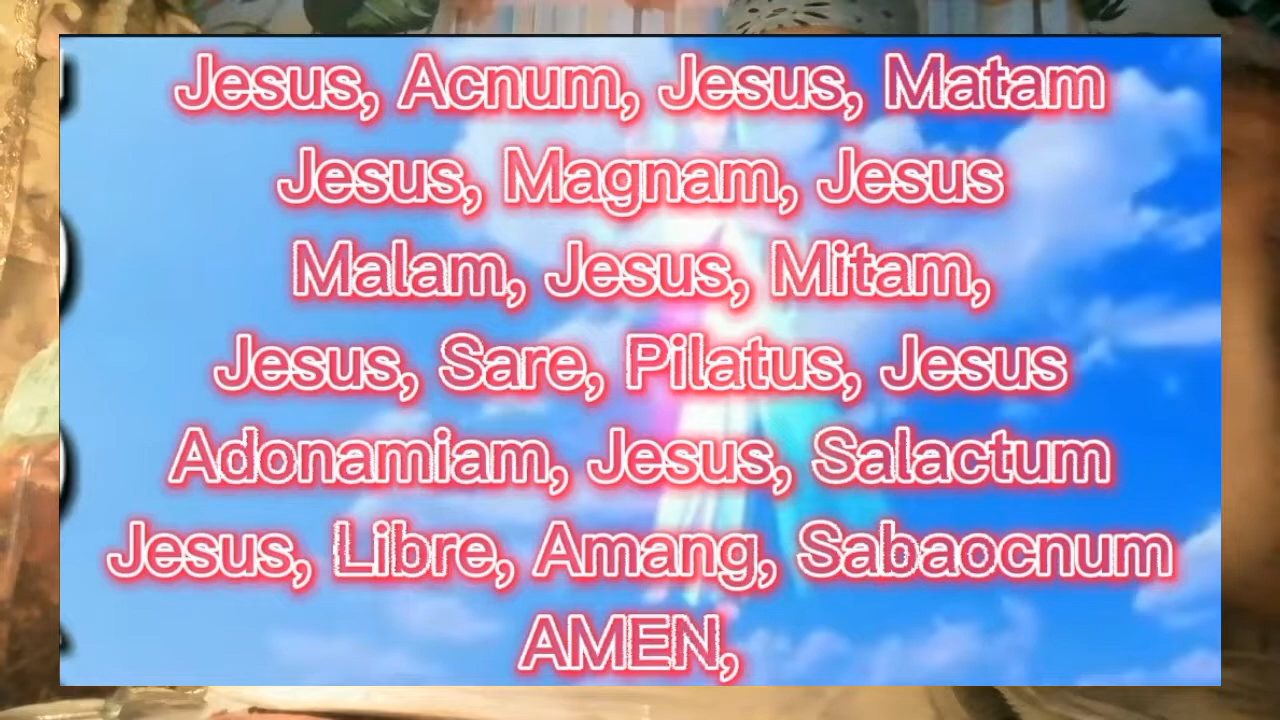 Jesus, Acnum, Jesus, Matam
Jesus, Magnam, Jesus
Malam, Jesus, Mitam,
Jesus, Sare, Pilatus, Jesus
Adonamiam, Jesus, Salactum
Jesus, Libre, Amang, Sabaocnum
AMEN,